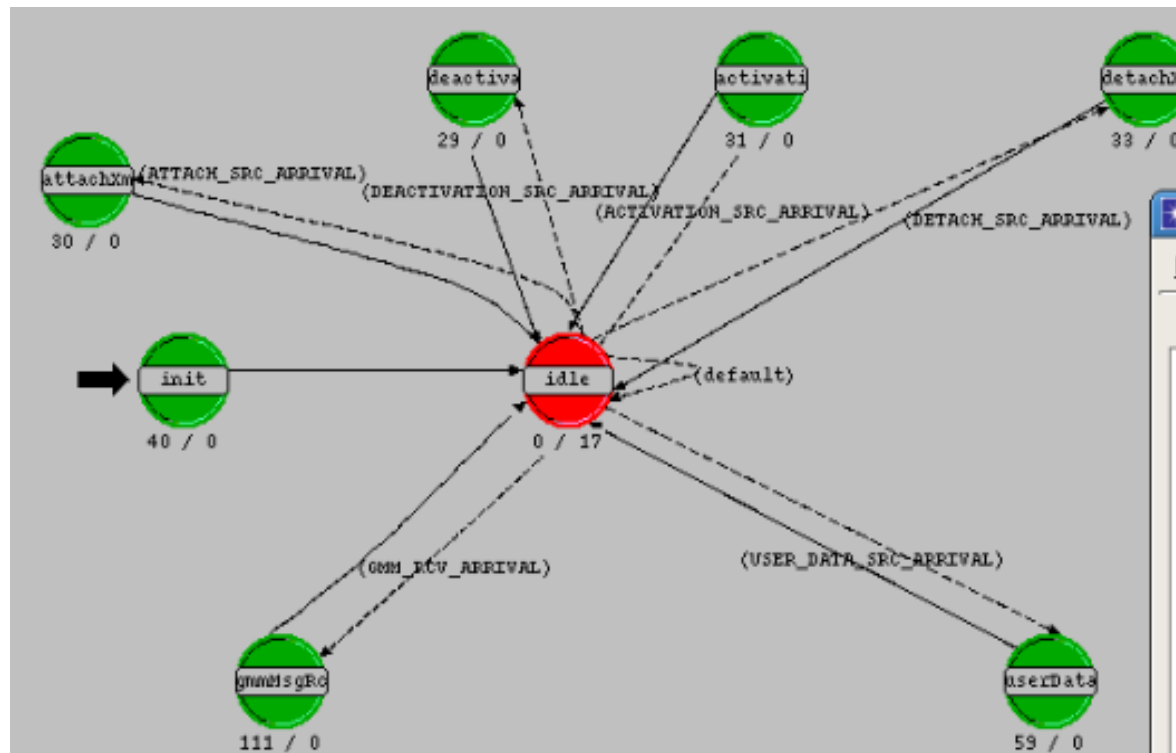 deactiva
activati
detachX
29 / 0
31 / 0
33 / 0
attachXm
(ATTACH_SRC_ARRIVAL)
(DEACTIVATION_SRC_ARRIVAL)
(ACTIVATION_SRC_ARRIVAL)
(DETACH_SRC_ARRIVAL)
30 / 0
init
idle
(default)
40 / 0
0 / 17
(GMM_RCV_ARRIVAL)
(USER_DATA_SRC_ARRIVAL)
gmmMsgRc
userData
111 / 0
59 / 0